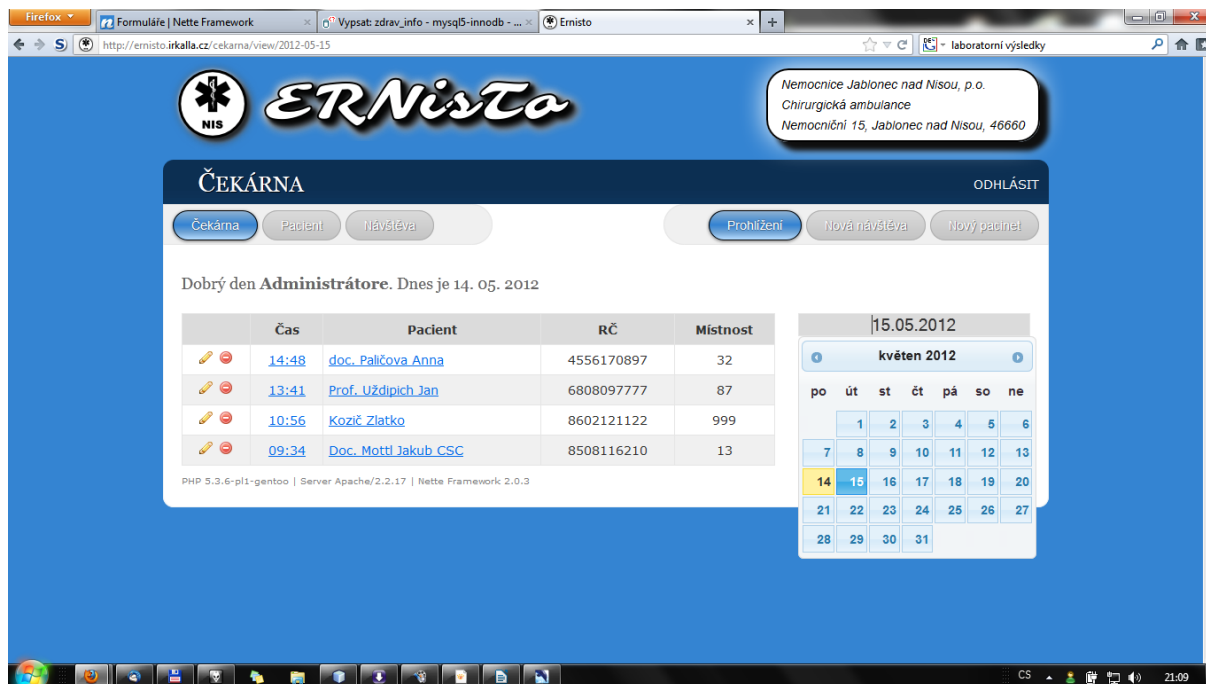 Firefox
Formuláře | Nette Framework
Vypsat: zdrav_info - mysql5-innodb - ...
Ernisto
http://ernisto.irkalla.cz/cekarna/view/2012-05-15
laboratorní výsledky
NIS
ERNisTo
Nemocnice Jablonec nad Nisou, p.o.
Chirurgická ambulance
Nemocniční 15, Jablonec nad Nisou, 46660
ČEKÁRNA
ODHLÁSIT
Čekárna Pacient Návštěva Prohlížení Nová návštěva Nový pacinet
Dobrý den Administrátore. Dnes je 14. 05. 2012
Čas Pacient RČ Místnost
14:48 doc. Paličova Anna 4556170897 32
13:41 Prof. Uždipich Jan 6808097777 87
10:56 Kozič Zlatko 8602121122 999
09:34 Doc. Mottl Jakub CSC 8508116210 13
PHP 5.3.6-pl1-gentoo | Server Apache/2.2.17 | Nette Framework 2.0.3
15.05.2012
květen 2012
po út st čt pá so ne
1 2 3 4 5 6
7 8 9 10 11 12 13
14 15 16 17 18 19 20
21 22 23 24 25 26 27
28 29 30 31
CS
21:09